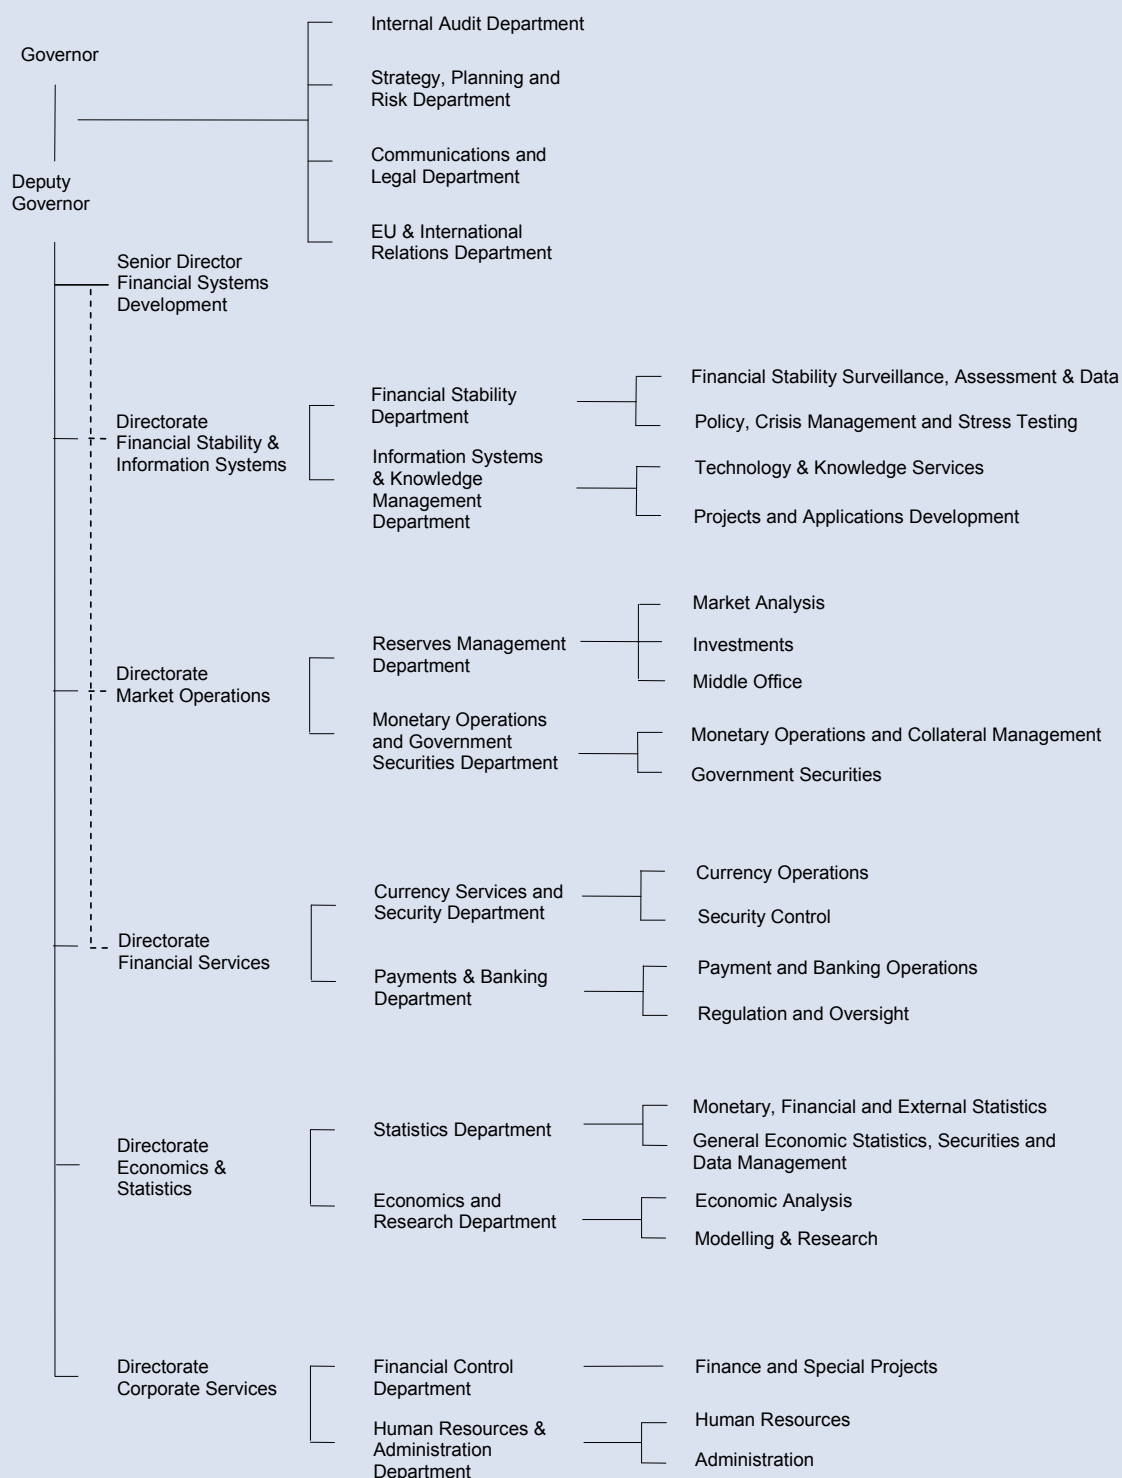 Governor
Internal Audit Department
Strategy, Planning and
Risk Department
Communications and
Legal Department
Deputy
Governor
EU & International
Relations Department
Senior Director
Financial Systems
Development
Directorate
Financial Stability &
Information Systems
Financial Stability
Department
Financial Stability Surveillance, Assessment & Data
Policy, Crisis Management and Stress Testing
Information Systems
& Knowledge
Management
Department
Technology & Knowledge Services
Projects and Applications Development
Directorate
Market Operations
Reserves Management
Department
Market Analysis
Investments
Middle Office
Monetary Operations
and Government
Securities Department
Monetary Operations and Collateral Management
Government Securities
Directorate
Financial Services
Currency Services and
Security Department
Currency Operations
Security Control
Payments & Banking
Department
Payment and Banking Operations
Regulation and Oversight
Directorate
Economics &
Statistics
Statistics Department
Monetary, Financial and External Statistics
General Economic Statistics, Securities and
Data Management
Economics and
Research Department
Economic Analysis
Modelling & Research
Directorate
Corporate Services
Financial Control
Department
Finance and Special Projects
Human Resources &
Administration
Department
Human Resources
Administration